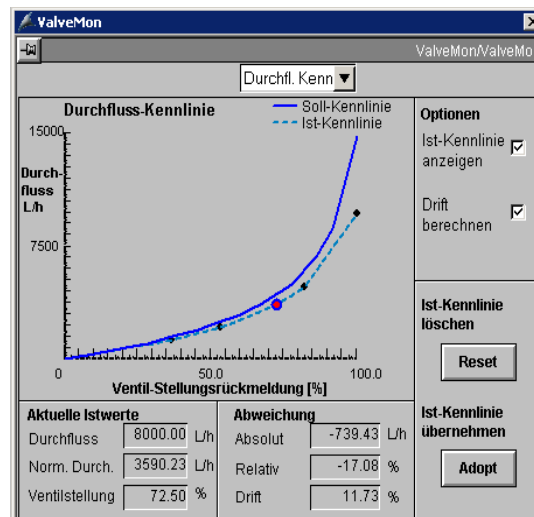 ValveMon
ValveMon/ValveMo
Durchfl. Kenn
Durchfluss-Kennlinie
Soll-Kennlinie
Ist-Kennlinie
15000
Durch-
fluss
L/h
7500
0
50.0
100.0
Ventil-Stellungsrückmeldung [%]
Optionen
Ist-Kennlinie
anzeigen
Drift
berechnen
Ist-Kennlinie
löschen
Reset
Ist-Kennlinie
übernehmen
Adopt
Aktuelle Istwerte
Durchfluss 8000.00 L/h
Norm. Durch. 3590.23 L/h
Ventilstellung 72.50 %
Abweichung
Absolut -739.43 L/h
Relativ -17.08 %
Drift 11.73 %